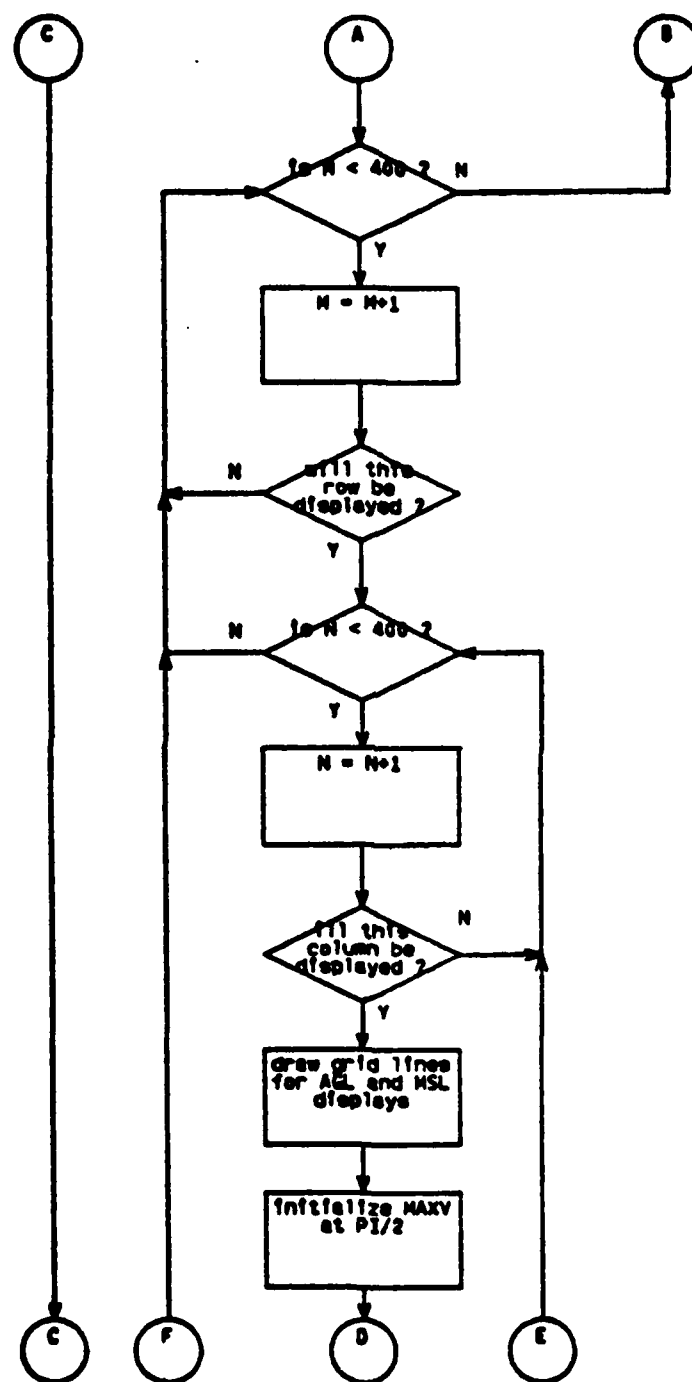 C
A
B
is M < 400 ?
N
Y
M = M+1
N
will this
row be
displayed ?
Y
N
is N < 400 ?
Y
N = N+1
N
this
column be
displayed ?
Y
draw grid lines
for AGL and MSL
displays
initialize MAXV
at PI/2
C
F
D
E